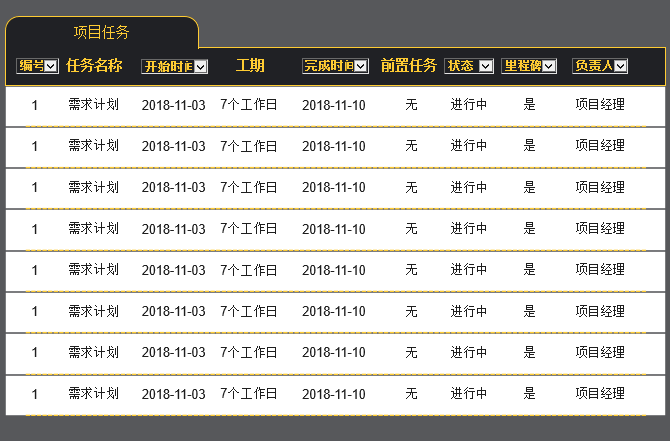 项目任务
编号 任务名称 开始时间 工期 完成时间 前置任务 状态 里程碑 负责人
1 需求计划 2018-11-03 7个工作日 2018-11-10 无 进行中 是 项目经理
1 需求计划 2018-11-03 7个工作日 2018-11-10 无 进行中 是 项目经理
1 需求计划 2018-11-03 7个工作日 2018-11-10 无 进行中 是 项目经理
1 需求计划 2018-11-03 7个工作日 2018-11-10 无 进行中 是 项目经理
1 需求计划 2018-11-03 7个工作日 2018-11-10 无 进行中 是 项目经理
1 需求计划 2018-11-03 7个工作日 2018-11-10 无 进行中 是 项目经理
1 需求计划 2018-11-03 7个工作日 2018-11-10 无 进行中 是 项目经理
1 需求计划 2018-11-03 7个工作日 2018-11-10 无 进行中 是 项目经理